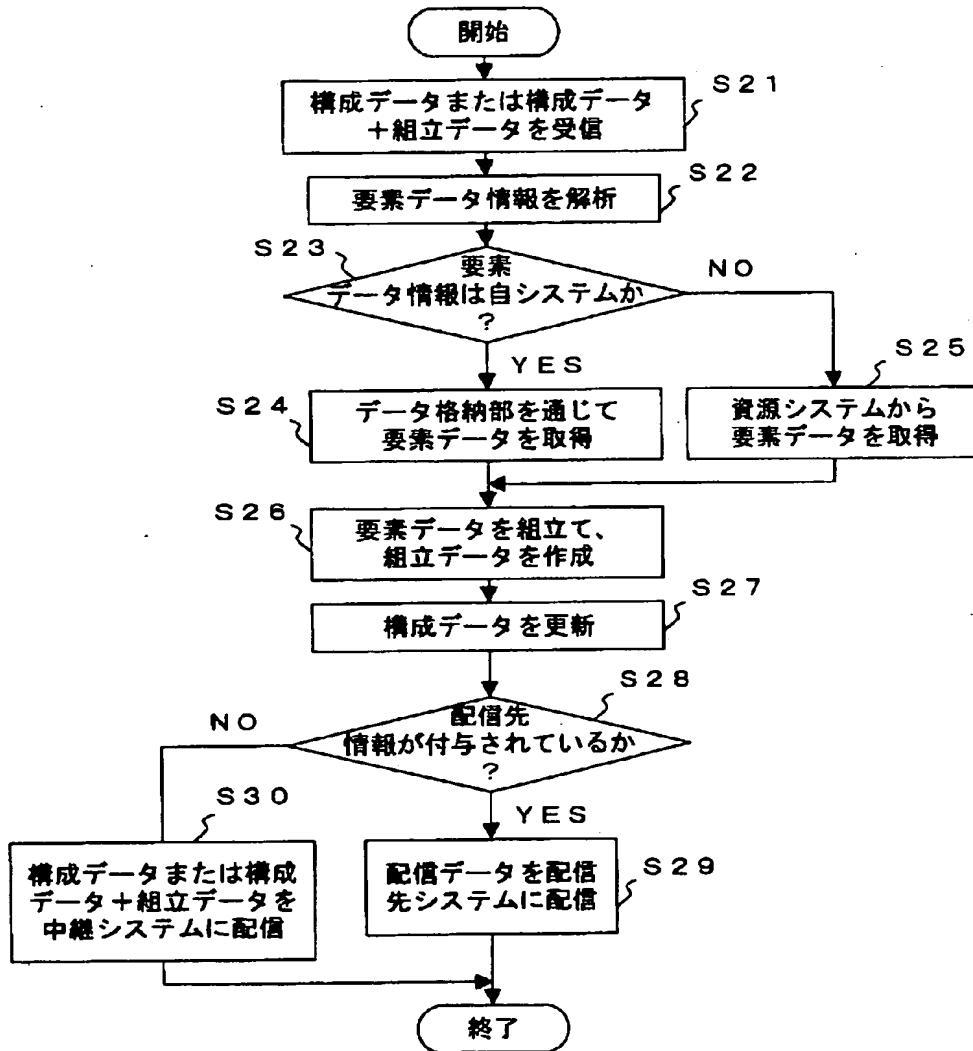 開始
S21
構成データまたは構成データ
+組立データを受信
S22
要素データ情報を解析
S23
要素
データ情報は自システムか
?
NO
YES
S24
データ格納部を通じて
要素データを取得
S25
資源システムから
要素データを取得
S26
要素データを組立て、
組立データを作成
S27
構成データを更新
S28
配信先
情報が付与されているか
?
NO
YES
S30
構成データまたは構成
データ+組立データを
中継システムに配信
S29
配信データを配信
先システムに配信
終了